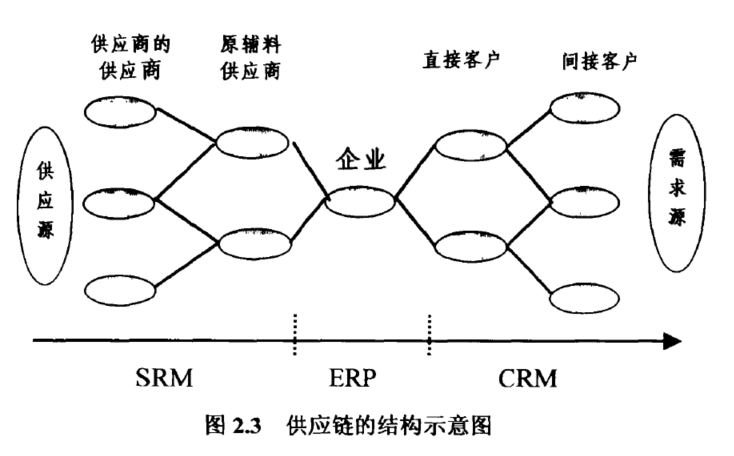 供应商的
供应商
原辅料
供应商
直接客户
间接客户
企业
供应源
需求源
SRM
ERP
CRM
图 2.3 供应链的结构示意图